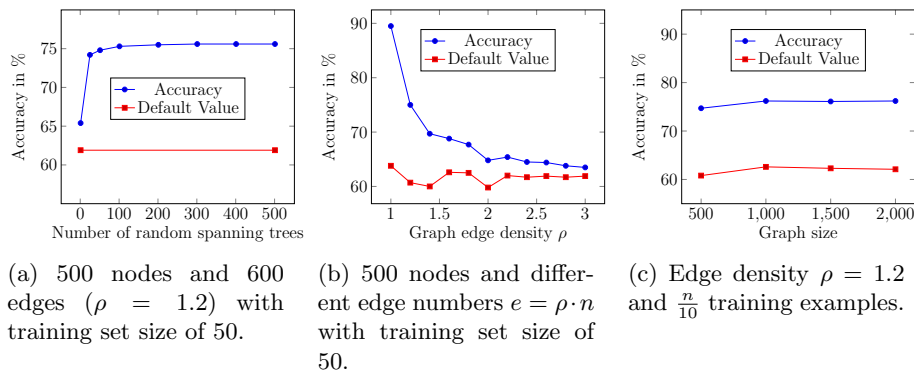 Accuracy in %
75
70
65
60
Accuracy
Default Value
0 100 200 300 400 500
Number of random spanning trees
(a) 500 nodes and 600
edges (ρ = 1.2) with
training set size of 50.
Accuracy in %
90
80
70
60
Accuracy
Default Value
1 1.5 2 2.5 3
Graph edge density ρ
(b) 500 nodes and differ-
ent edge numbers e = ρ·n
with training set size of
50.
Accuracy in %
90
80
70
60
Accuracy
Default Value
500 1,000 1,500 2,000
Graph size
(c) Edge density ρ = 1.2
and n/10 training examples.